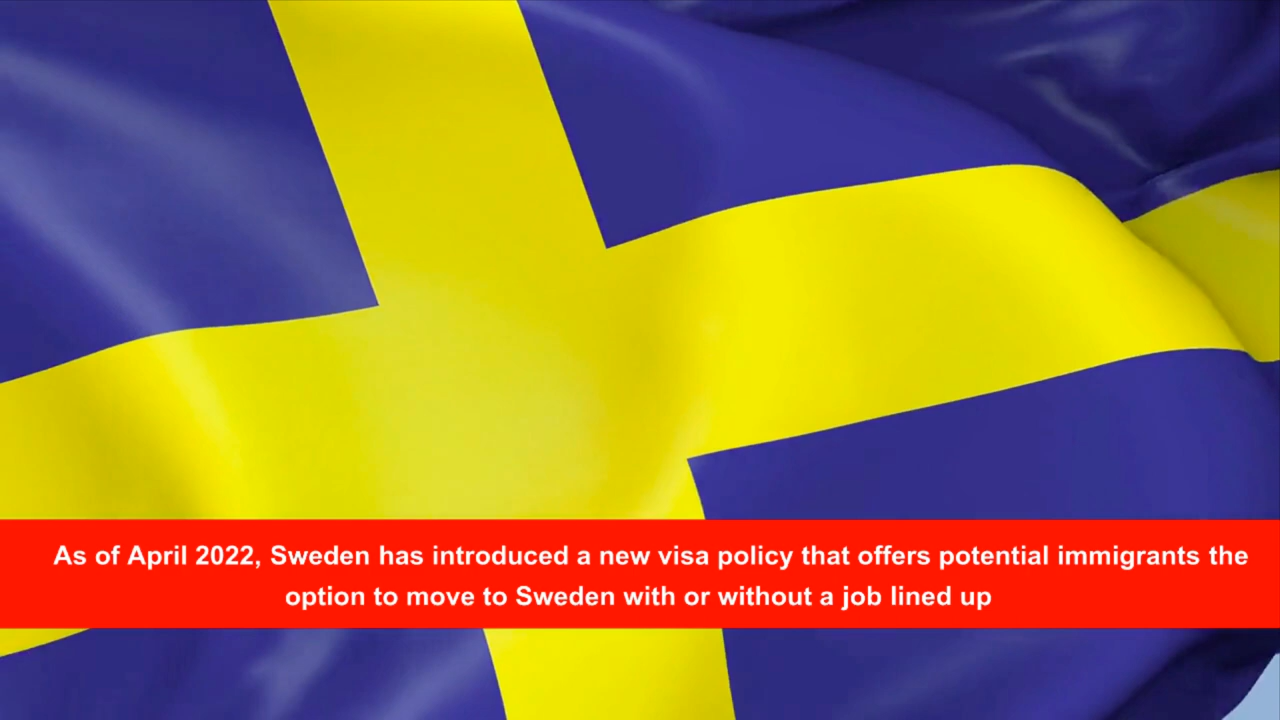 As of April 2022, Sweden has introduced a new visa policy that offers potential immigrants the
option to move to Sweden with or without a job lined up